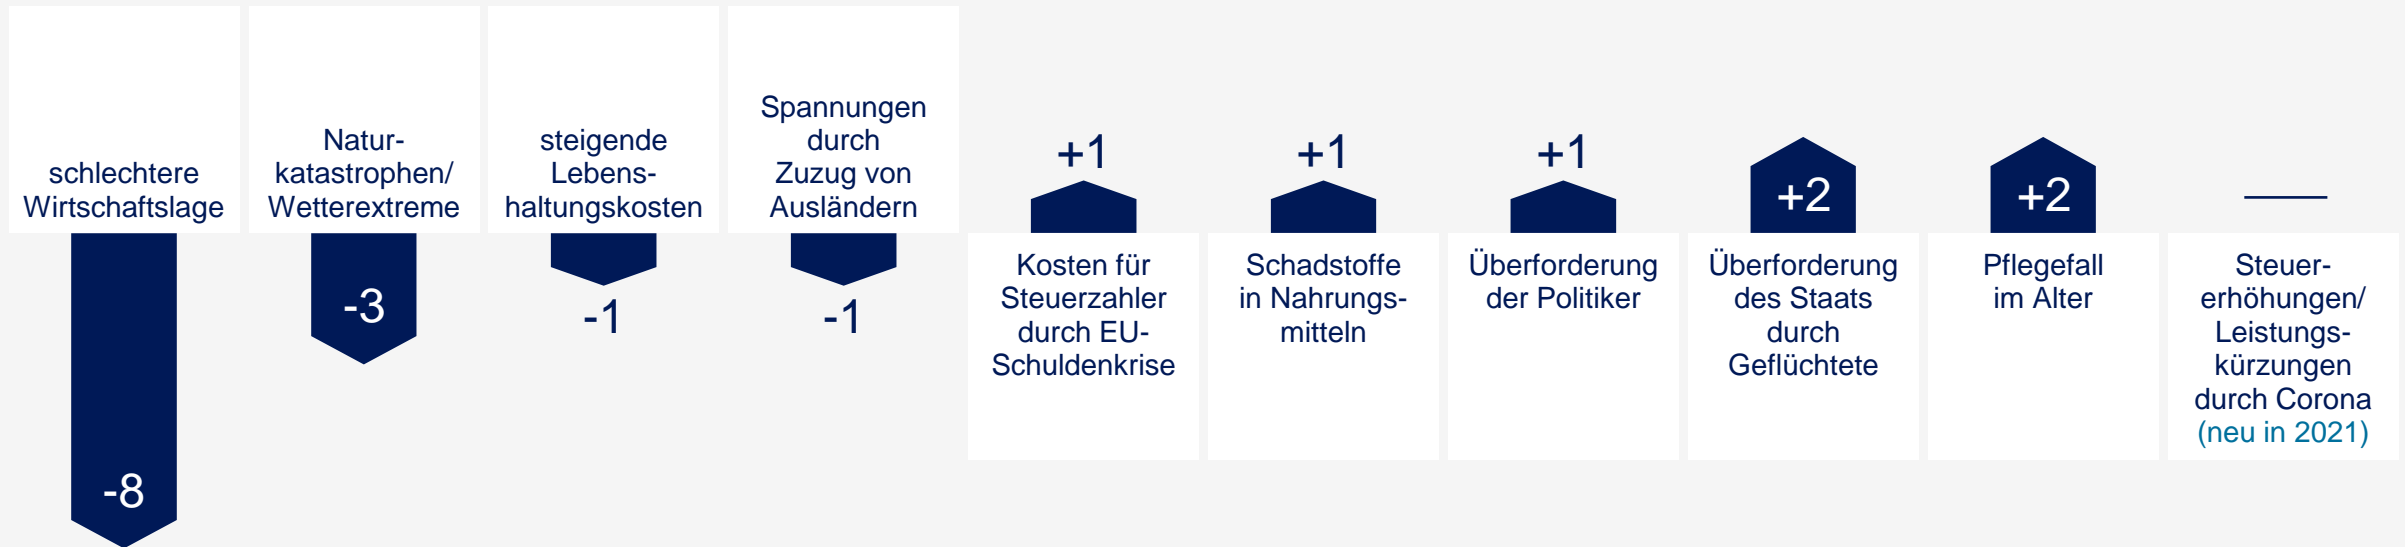 schlechtere
Wirtschaftslage
-8
Natur-
katastrophen/
Wetterextreme
-3
steigende
Lebens-
haltungskosten
-1
Spannungen
durch
Zuzug von
Ausländern
-1
+1
Kosten für
Steuerzahler
durch EU-
Schuldenkrise
+1
Schadstoffe
in Nahrungs-
mitteln
+1
Überforderung
der Politiker
+2
Überforderung
des Staats
durch
Geflüchtete
+2
Pflegefall
im Alter
Steuer-
erhöhungen/
Leistungs-
kürzungen
durch Corona
(neu in 2021)